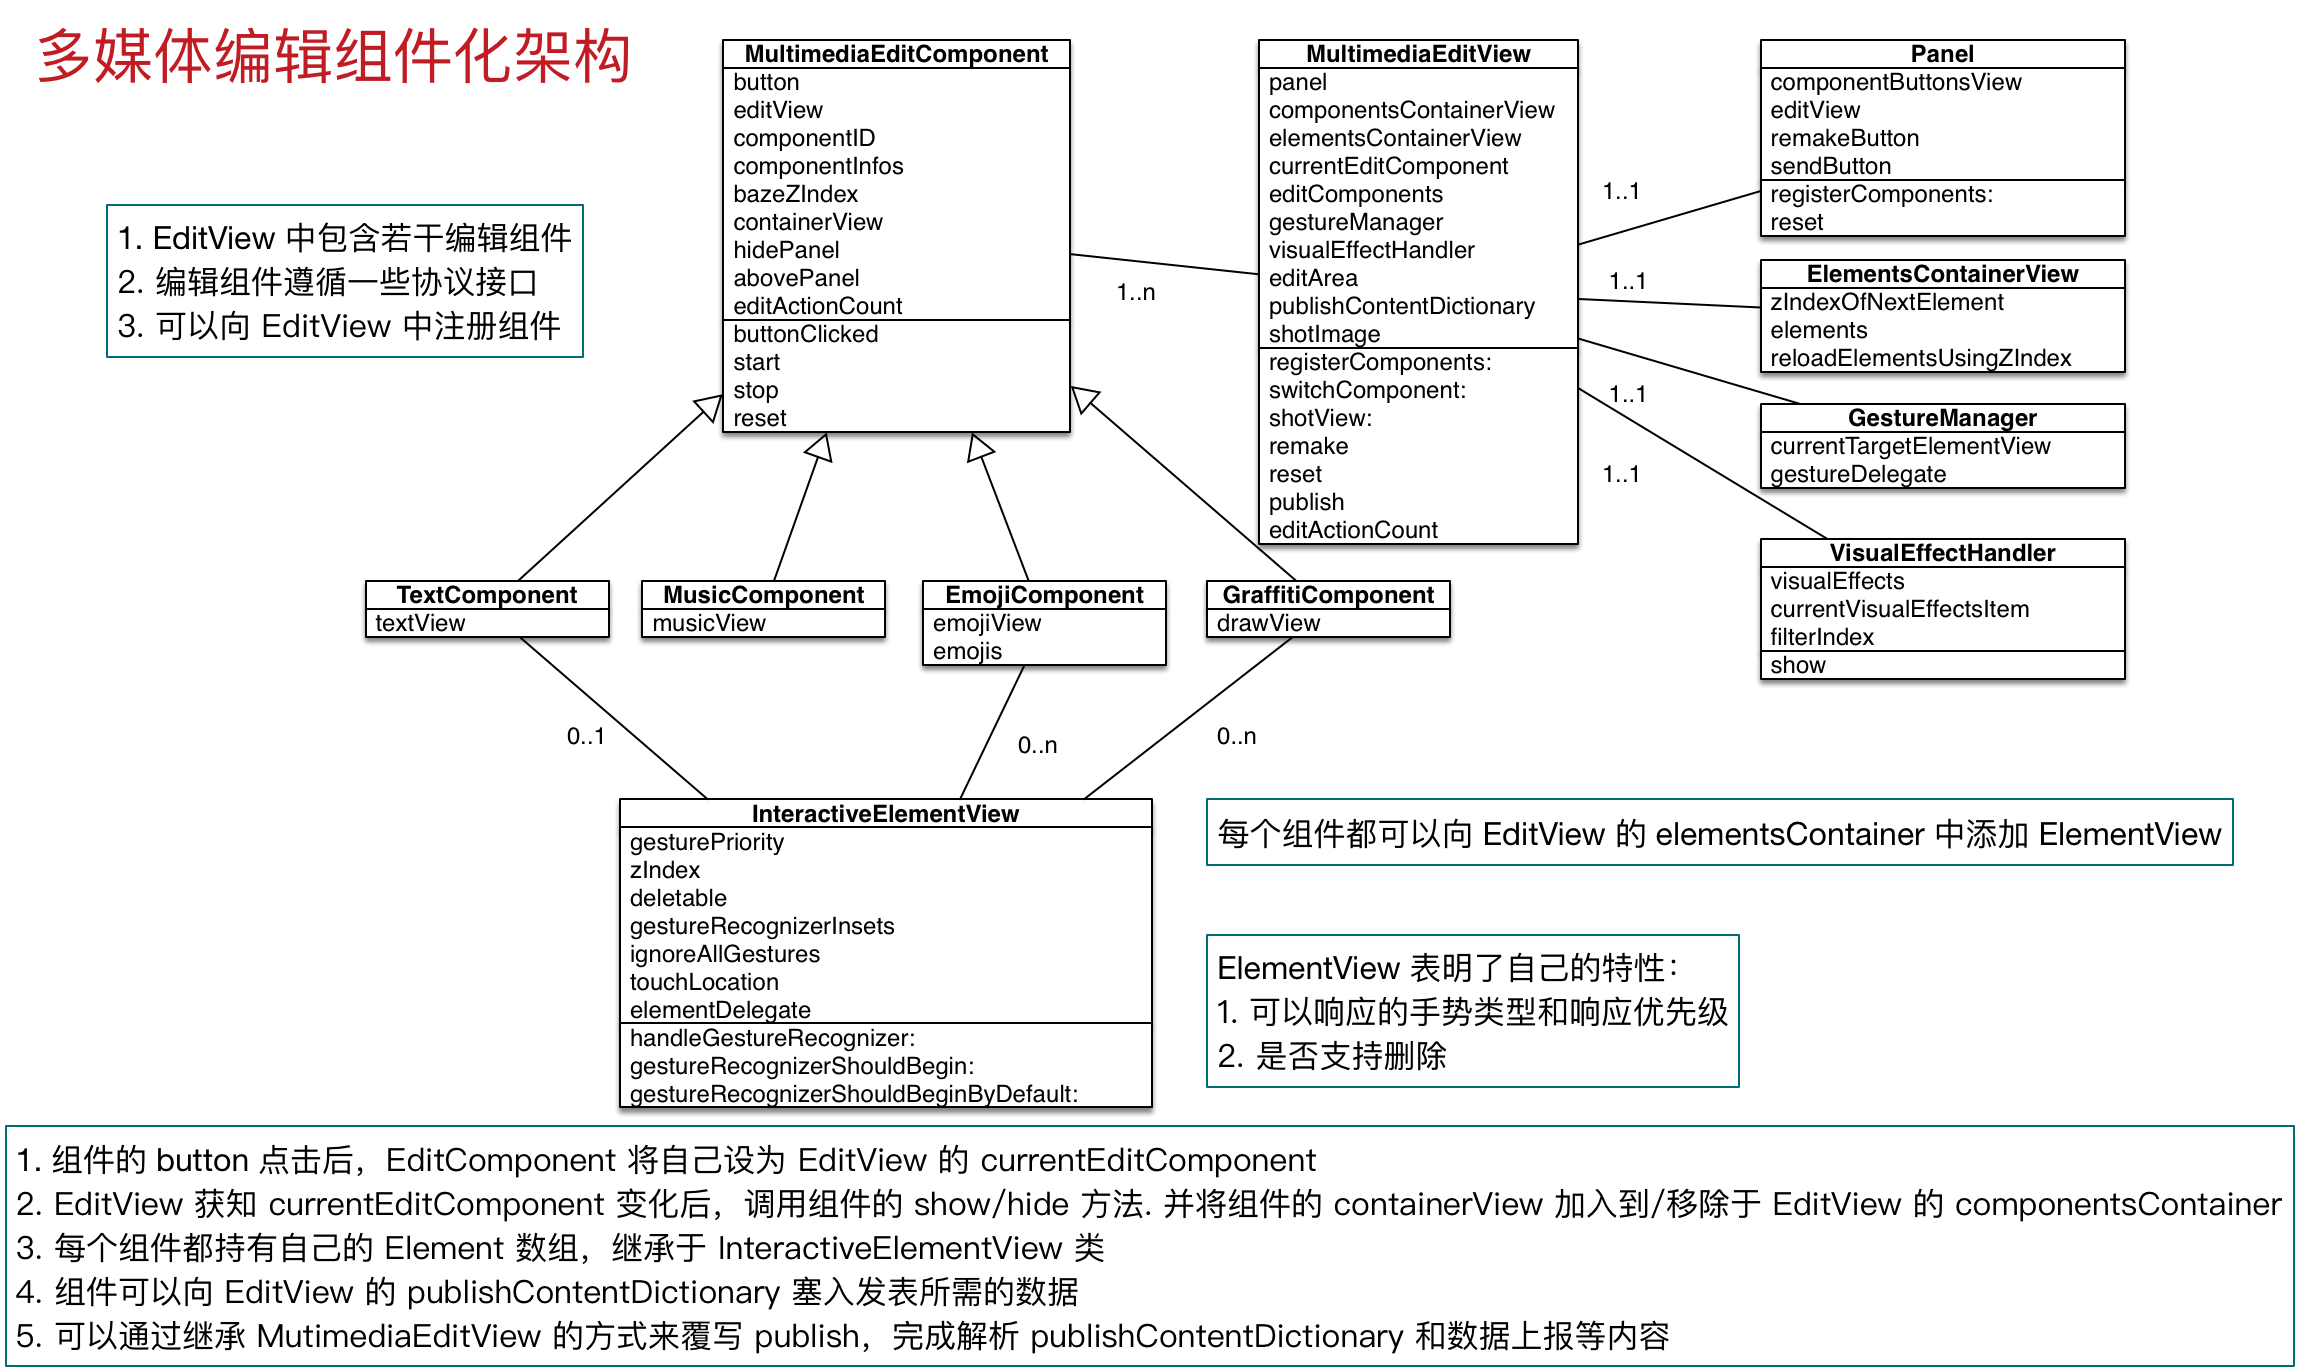 多媒体编辑组件化架构
1. EditView 中包含若干编辑组件
2. 编辑组件遵循一些协议接口
3. 可以向 EditView 中注册组件
MultimediaEditComponent
button
editView
componentID
componentInfos
bazeZIndex
containerView
hidePanel
abovePanel
editActionCount
buttonClicked
start
stop
reset
1..n
MultimediaEditView
panel
componentsContainerView
elementsContainerView
currentEditComponent
editComponents
gestureManager
visualEffectHandler
editArea
publishContentDictionary
shotImage
registerComponents:
switchComponent:
shotView:
remake
reset
publish
editActionCount
1..1
1..1
1..1
1..1
Panel
componentButtonsView
editView
remakeButton
sendButton
registerComponents:
reset
ElementsContainerView
zIndexOfNextElement
elements
reloadElementsUsingZIndex
GestureManager
currentTargetElementView
gestureDelegate
VisualEffectHandler
visualEffects
currentVisualEffectsItem
filterIndex
show
TextComponent
textView
MusicComponent
musicView
EmojiComponent
emojiView
emojis
GraffitiComponent
drawView
0..1
0..n
0..n
InteractiveElementView
gesturePriority
zIndex
deletable
gestureRecognizerInsets
ignoreAllGestures
touchLocation
elementDelegate
handleGestureRecognizer:
gestureRecognizerShouldBegin:
gestureRecognizerShouldBeginByDefault:
每个组件都可以向 EditView 的 elementsContainer 中添加 ElementView
ElementView 表明了自己的特性：
1. 可以响应的手势类型和响应优先级
2. 是否支持删除
1. 组件的 button 点击后，EditComponent 将自己设为 EditView 的 currentEditComponent
2. EditView 获知 currentEditComponent 变化后，调用组件的 show/hide 方法. 并将组件的 containerView 加入到/移除于 EditView 的 componentsContainer
3. 每个组件都持有自己的 Element 数组，继承于 InteractiveElementView 类
4. 组件可以向 EditView 的 publishContentDictionary 塞入发表所需的数据
5. 可以通过继承 MutimediaEditView 的方式来覆写 publish，完成解析 publishContentDictionary 和数据上报等内容